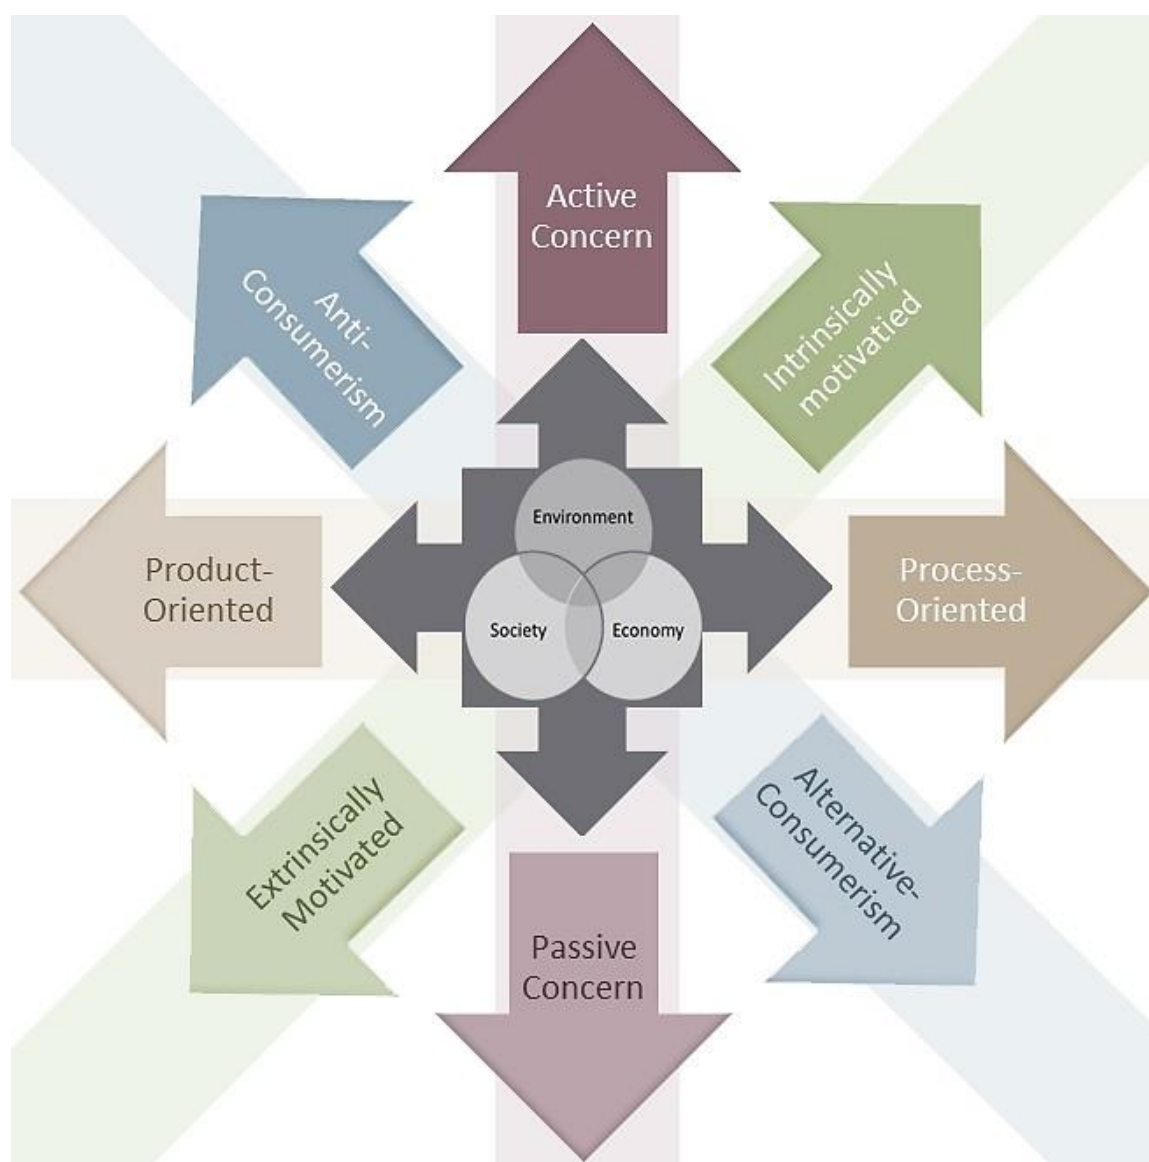 Active
Concern
Anti-
Consumerism
Intrinsically
motivatied
Environment
Society
Economy
Product-
Oriented
Process-
Oriented
Extrinsically
Motivated
Alternative-
Consumerism
Passive
Concern